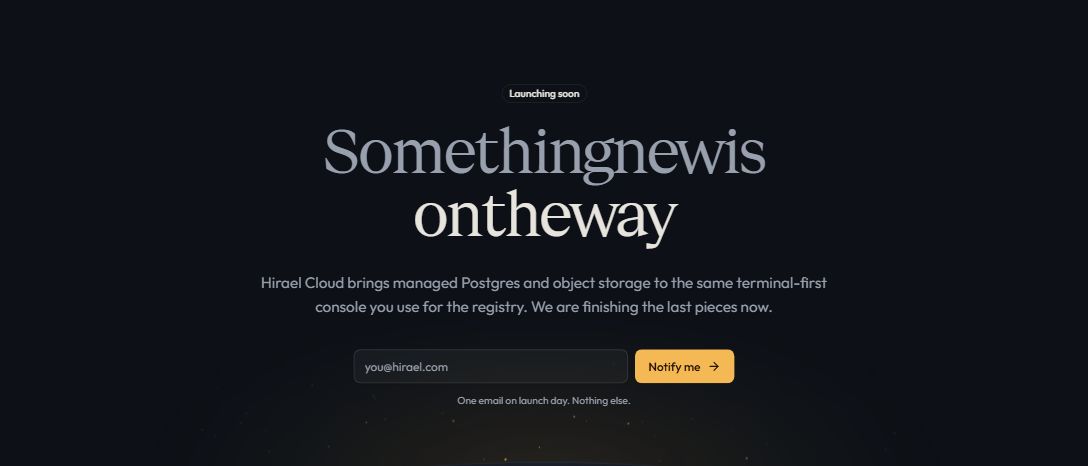 Launching soon
Somethingnewis
ontheway
Hirael Cloud brings managed Postgres and object storage to the same terminal-first
console you use for the registry. We are finishing the last pieces now.
you@hirael.com
Notify me →
One email on launch day. Nothing else.